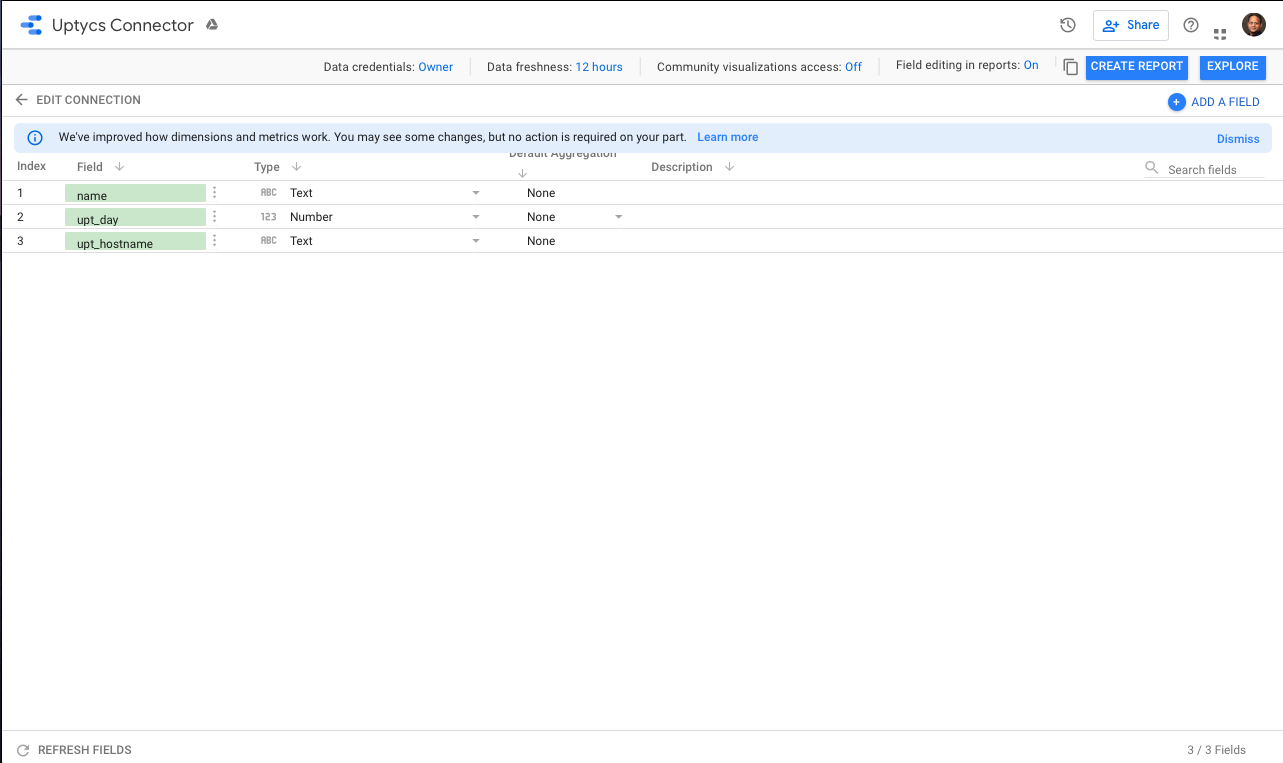 Uptycs Connector
Share
Data credentials: Owner
Data freshness: 12 hours
Community visualizations access: Off
Field editing in reports: On
CREATE REPORT
EXPLORE
EDIT CONNECTION
ADD A FIELD
We've improved how dimensions and metrics work. You may see some changes, but no action is required on your part. Learn more
Dismiss
Index Field Type Default Aggregation Description Search fields
1 name ABC Text None
2 upt_day 123 Number None
3 upt_hostname ABC Text None
REFRESH FIELDS
3 / 3 Fields